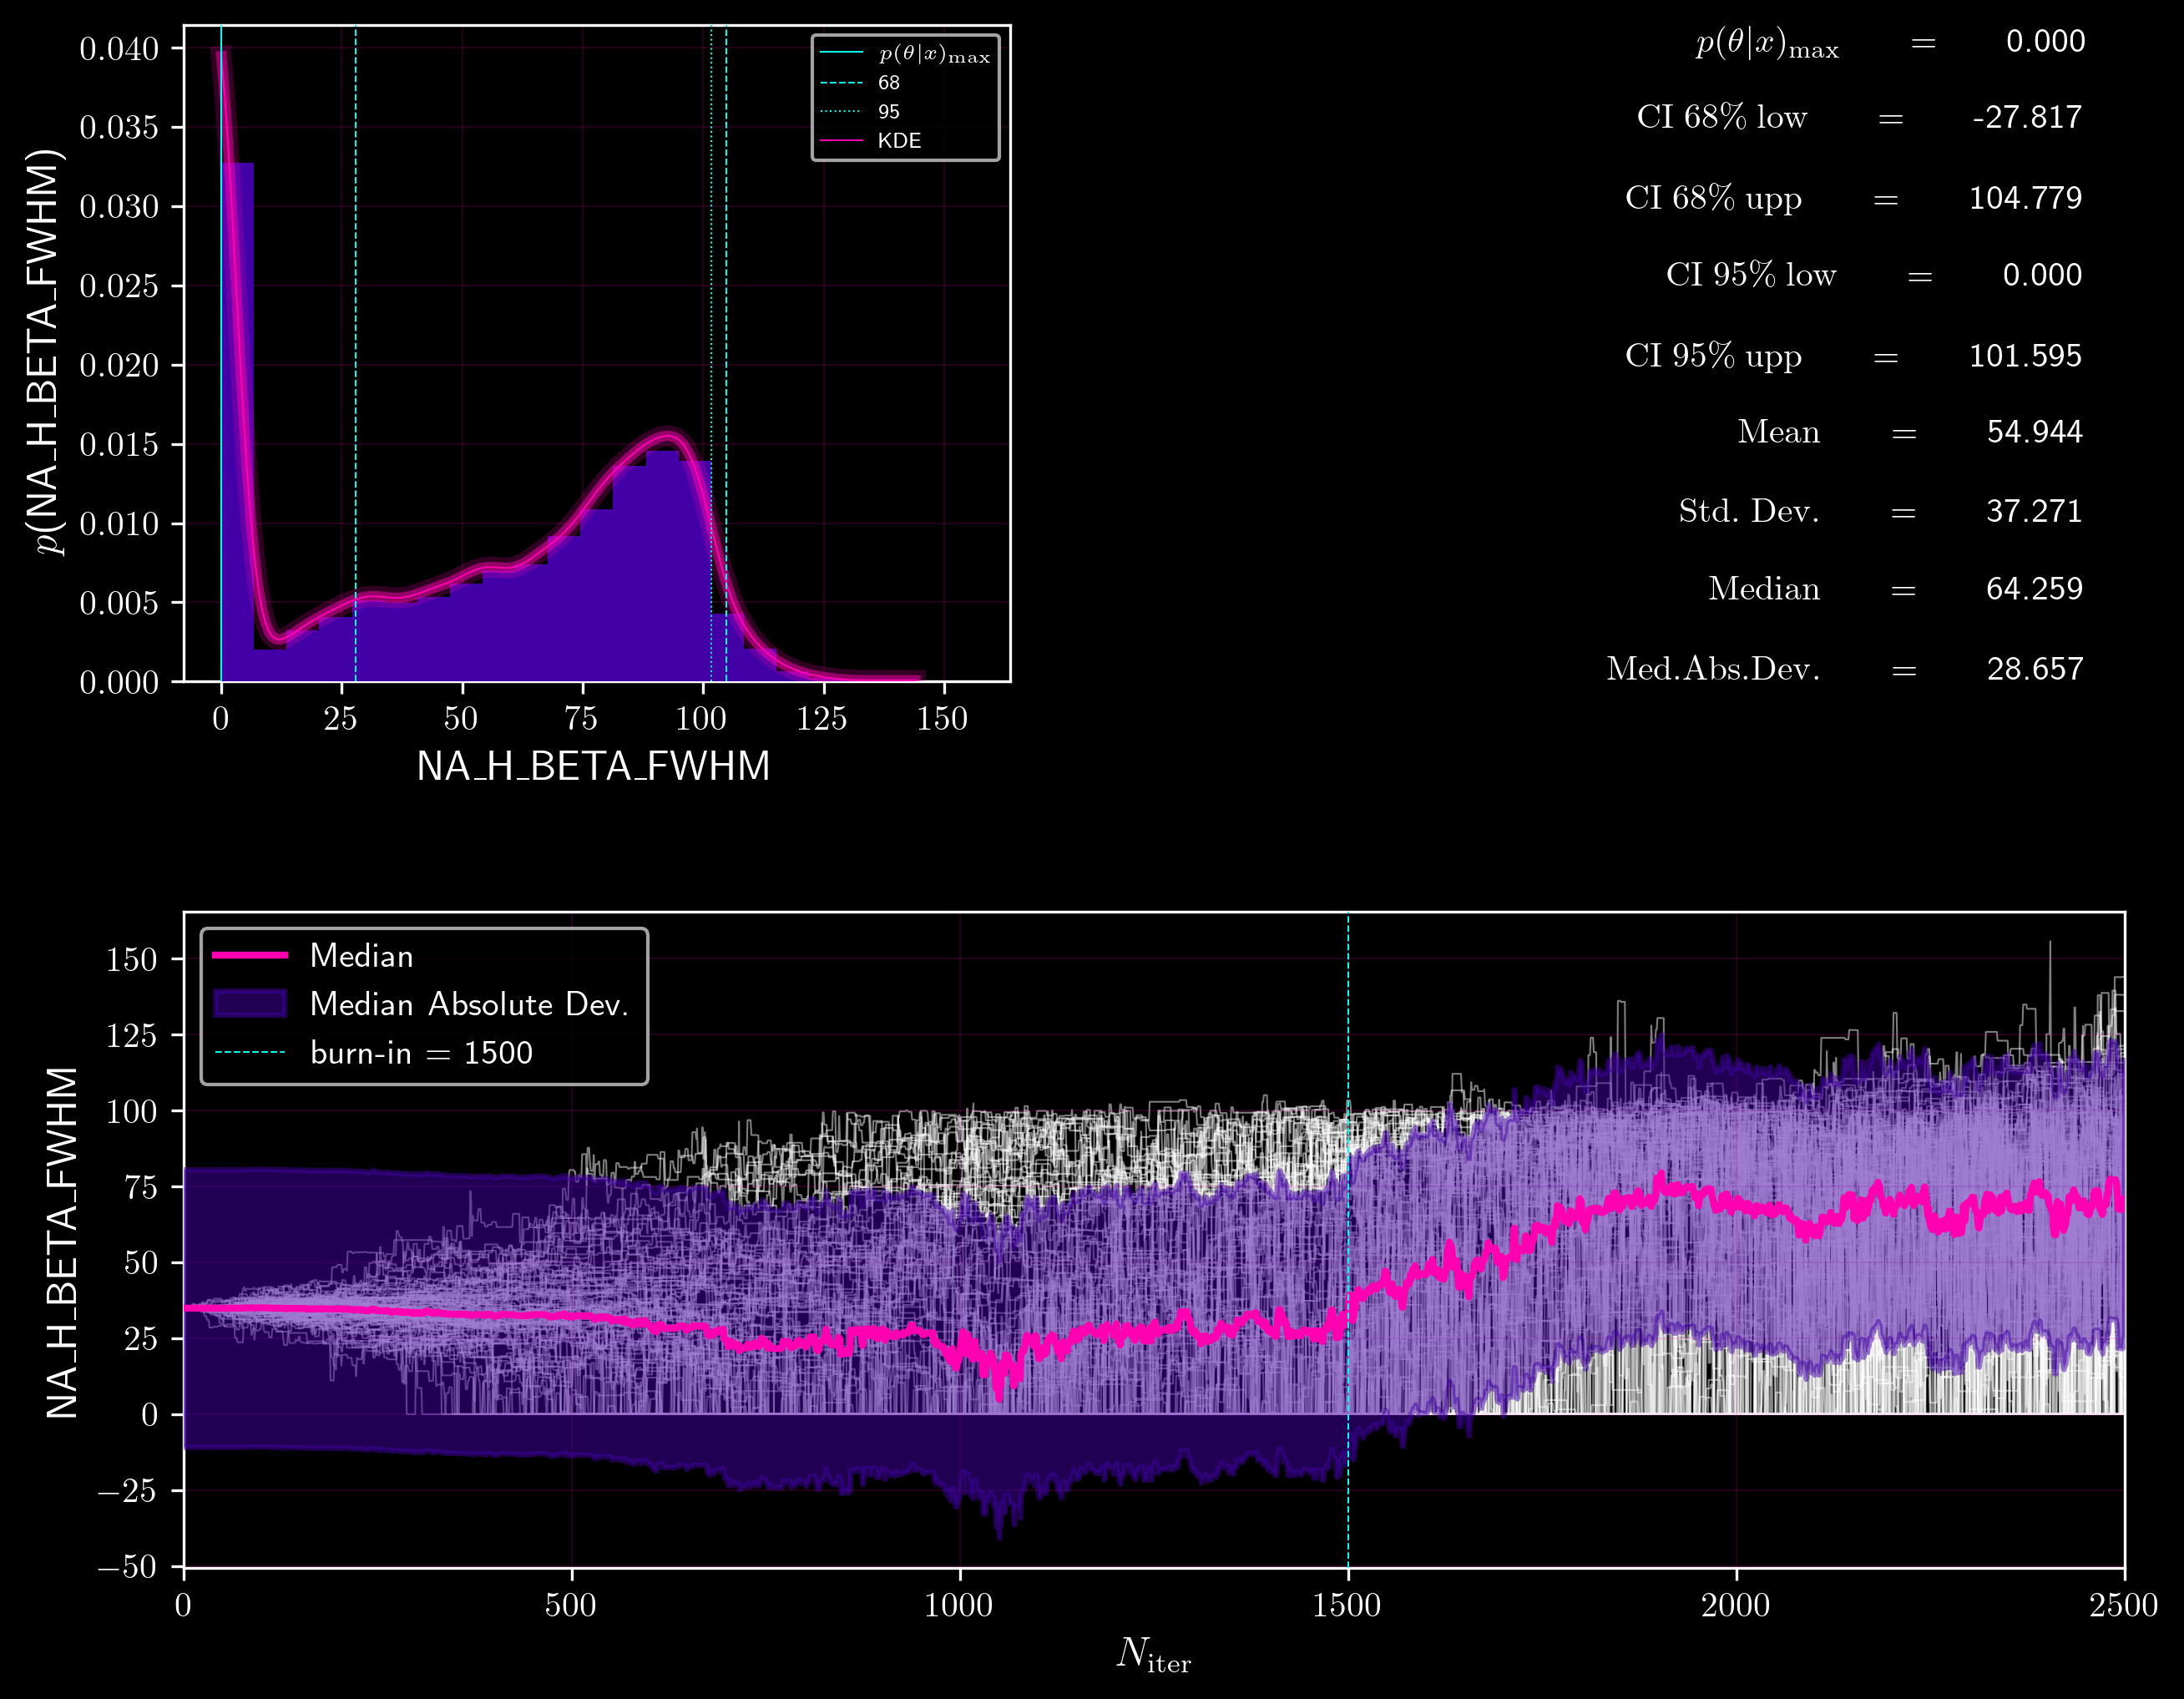 0.040
0.035
0.030
0.025
0.020
0.015
0.010
0.005
0.000
p(NA_H_BETA_FWHM)
p(θ|x)max
68
95
KDE
0 25 50 75 100 125 150
NA_H_BETA_FWHM
p(θ|x)max = 0.000
CI 68% low = -27.817
CI 68% upp = 104.779
CI 95% low = 0.000
CI 95% upp = 101.595
Mean = 54.944
Std. Dev. = 37.271
Median = 64.259
Med.Abs.Dev. = 28.657
150
125
100
75
50
25
0
−25
−50
NA_H_BETA_FWHM
Median
Median Absolute Dev.
burn-in = 1500
0 500 1000 1500 2000 2500
Niter